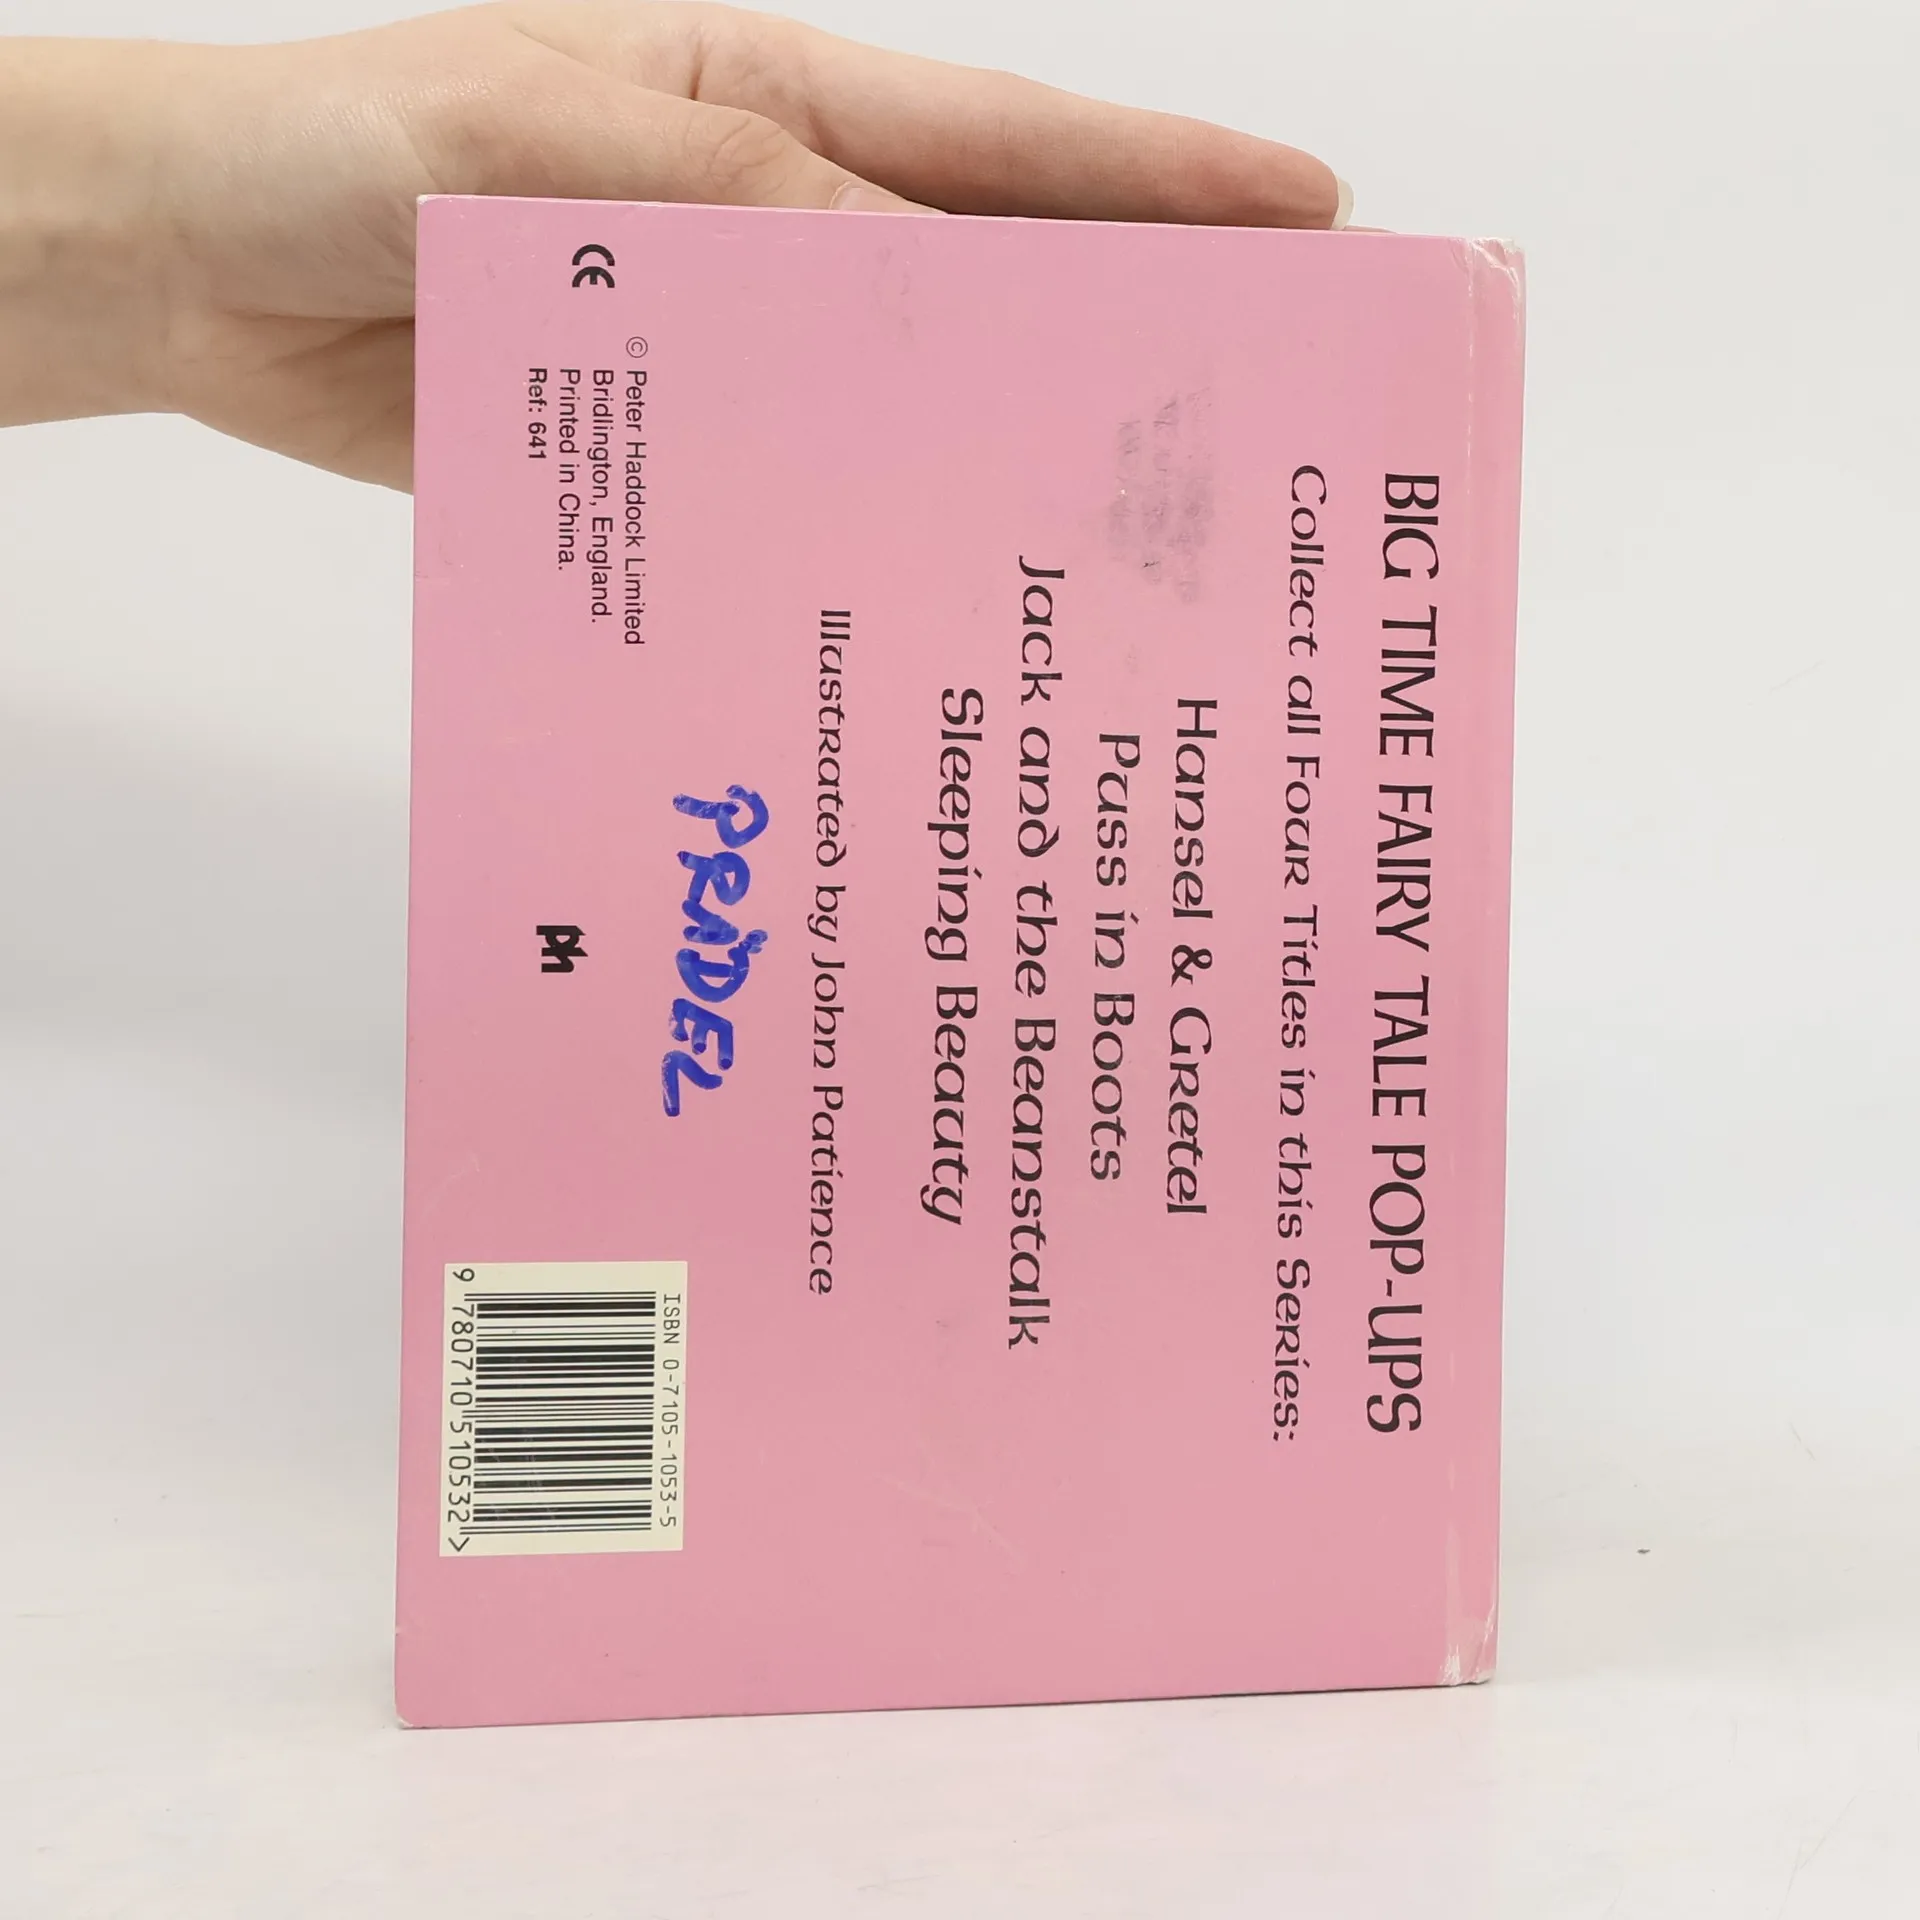 BIG TIME FAIRY TALE POP-UPS
Collect all Four Titles in this Series:
Hansel & Gretel
Puss in Boots
Jack and the Beanstalk
Sleeping Beauty
Illustrated by John Patience
PRADEL
CE
© Peter Haddock Limited
Bridlington, England.
Printed in China.
Ref: 641
ph
ISBN 0-7105-1053-5
9 780710 510532 >